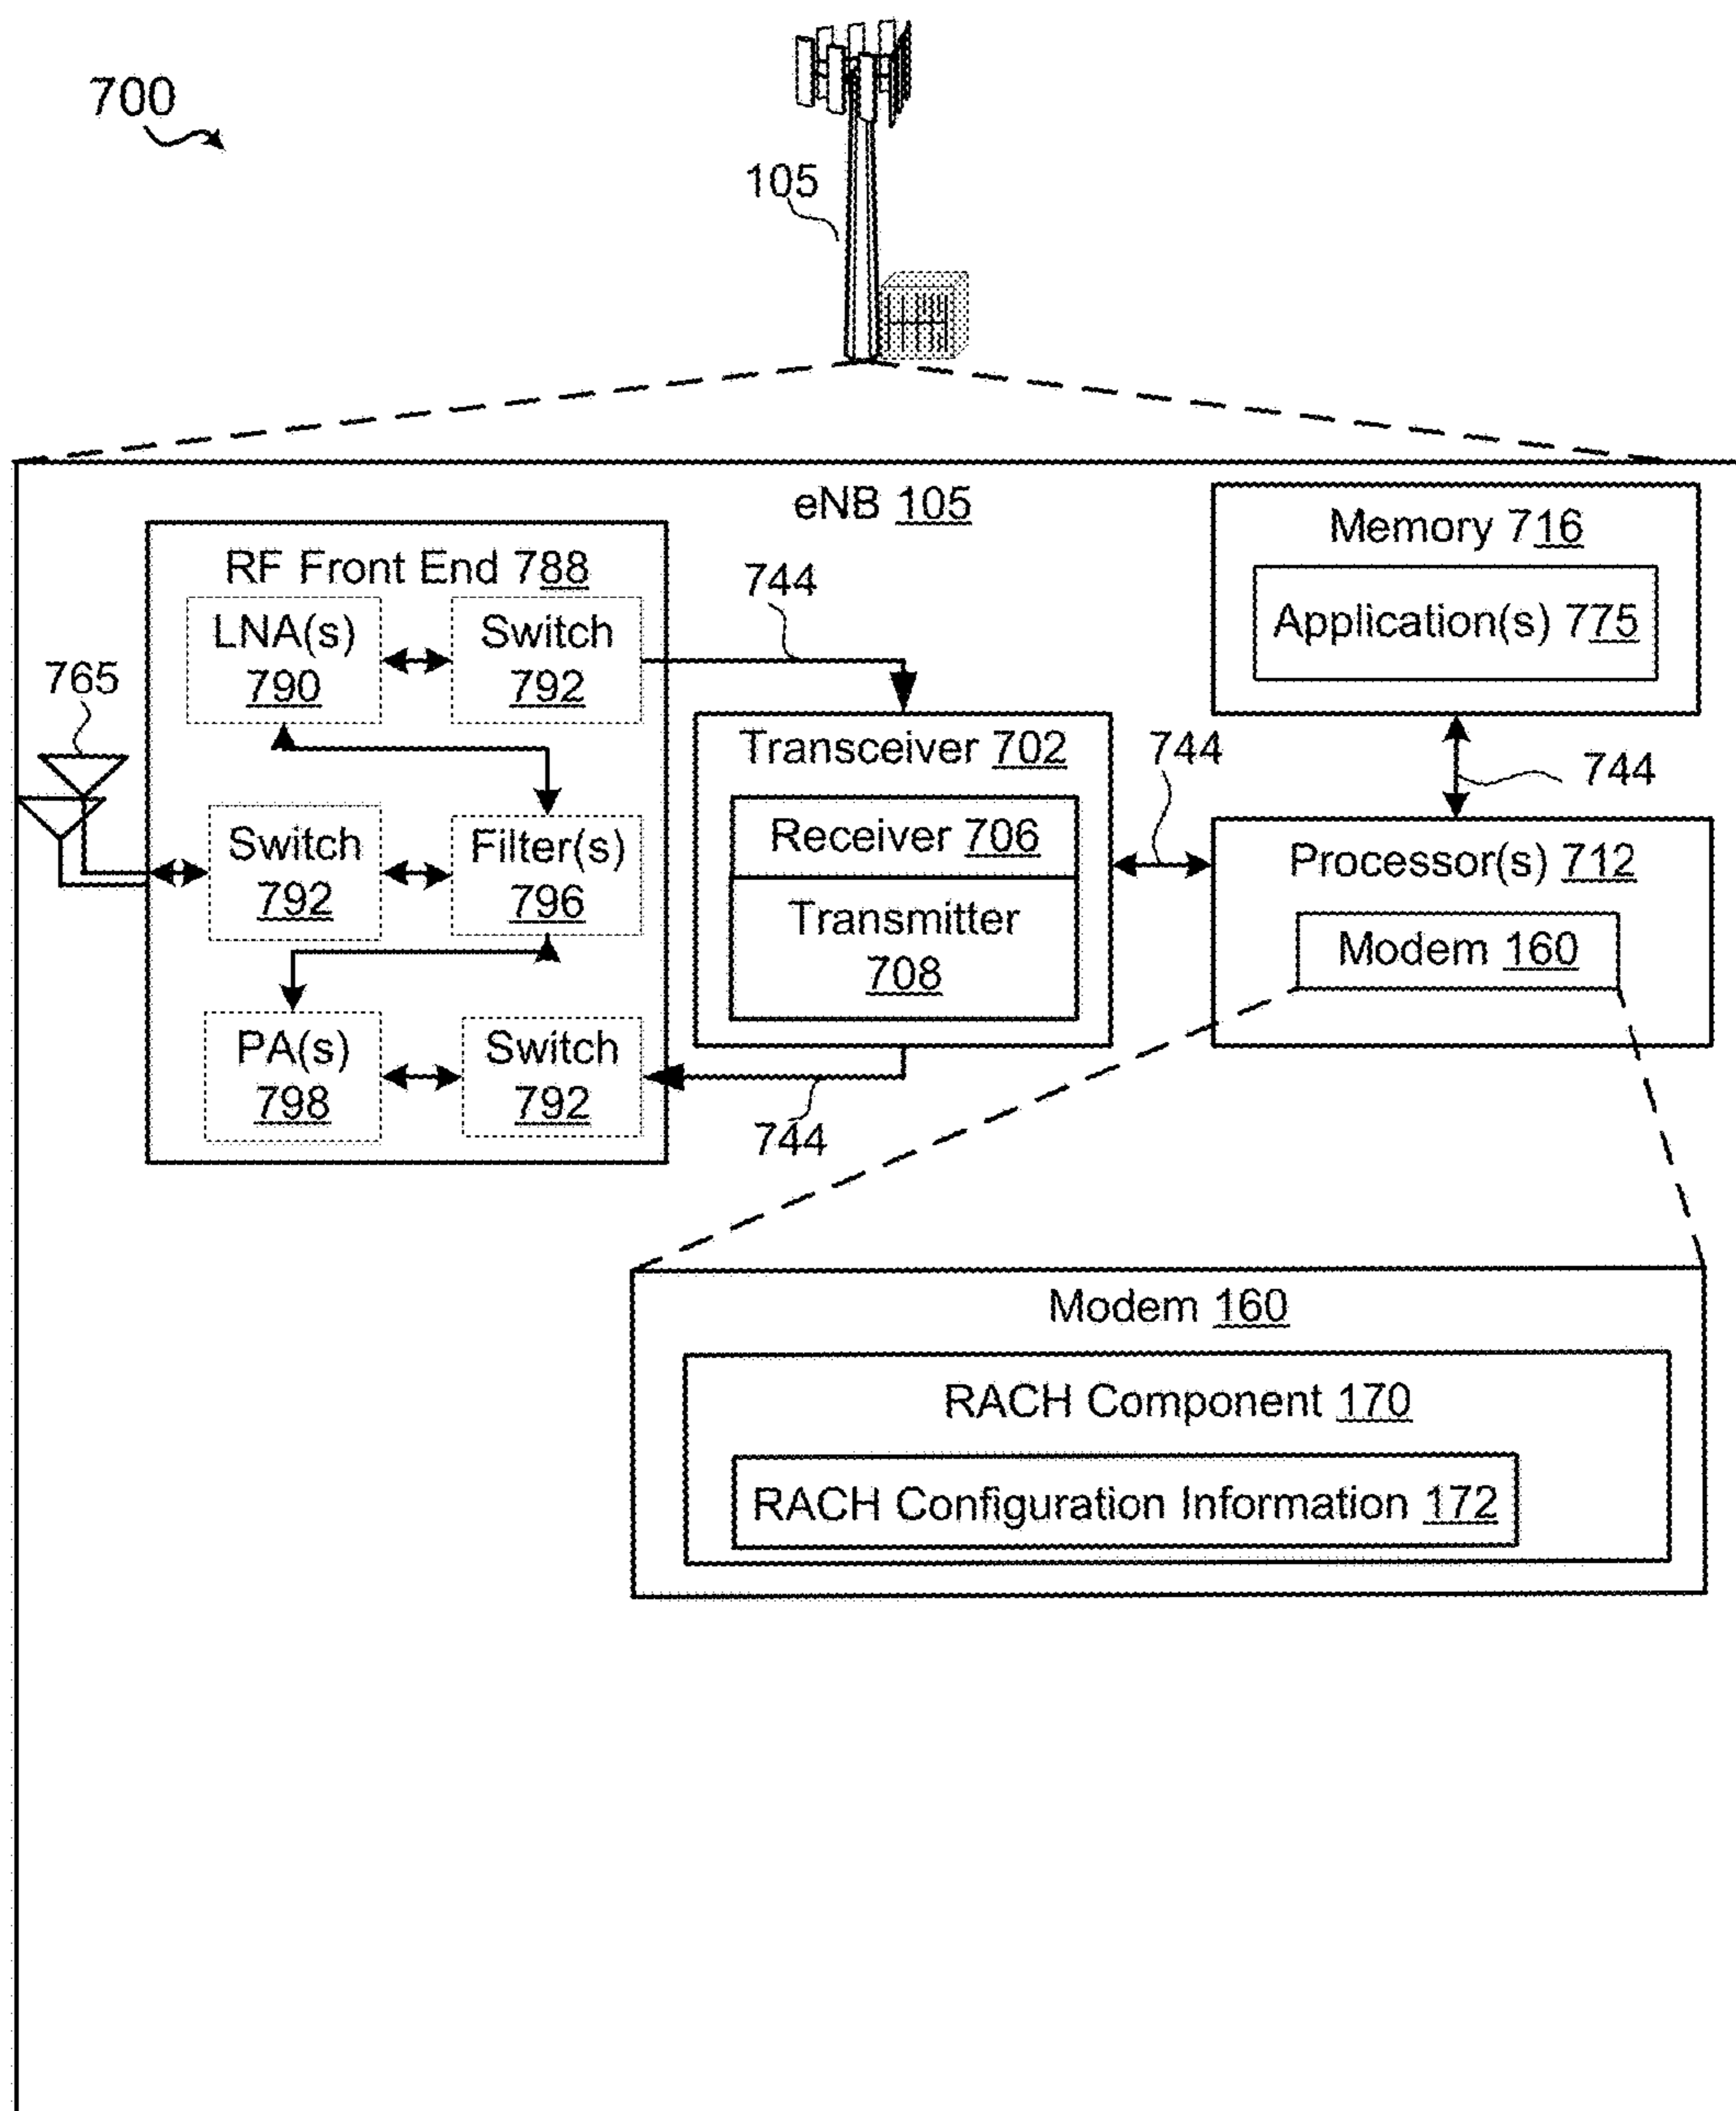 700
105
eNB 105
Memory 716
Application(s) 775
RF Front End 788
744
LNA(s)
790
Switch
792
765
Transceiver 702
744
744
Receiver 706
Transmitter
708
Switch
792
Filter(s)
796
Processor(s) 712
Modem 160
PA(s)
798
Switch
792
744
Modem 160
RACH Component 170
RACH Configuration Information 172